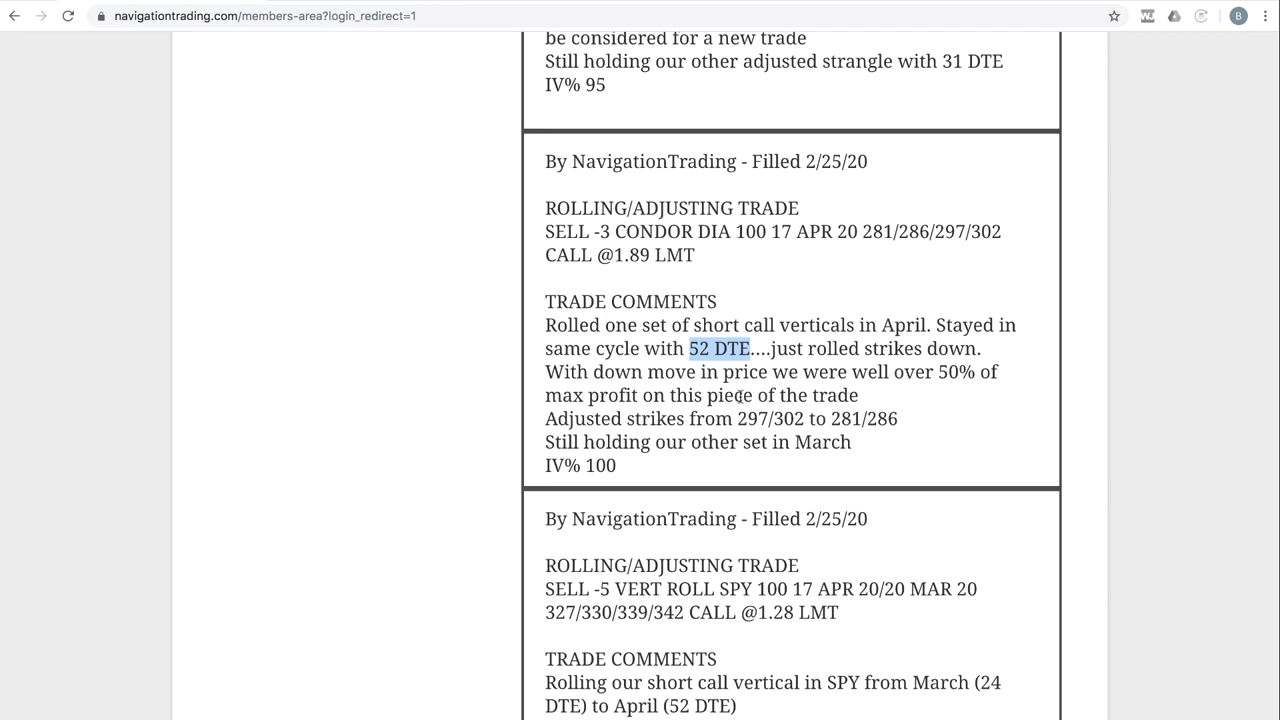 navigationtrading.com/members-area?login_redirect=1
B
be considered for a new trade
Still holding our other adjusted strangle with 31 DTE
IV% 95
By NavigationTrading - Filled 2/25/20
ROLLING/ADJUSTING TRADE
SELL -3 CONDOR DIA 100 17 APR 20 281/286/297/302
CALL @1.89 LMT
TRADE COMMENTS
Rolled one set of short call verticals in April. Stayed in
same cycle with 52 DTE....just rolled strikes down.
With down move in price we were well over 50% of
max profit on this piece of the trade
Adjusted strikes from 297/302 to 281/286
Still holding our other set in March
IV% 100
By NavigationTrading - Filled 2/25/20
ROLLING/ADJUSTING TRADE
SELL -5 VERT ROLL SPY 100 17 APR 20/20 MAR 20
327/330/339/342 CALL @1.28 LMT
TRADE COMMENTS
Rolling our short call vertical in SPY from March (24
DTE) to April (52 DTE)